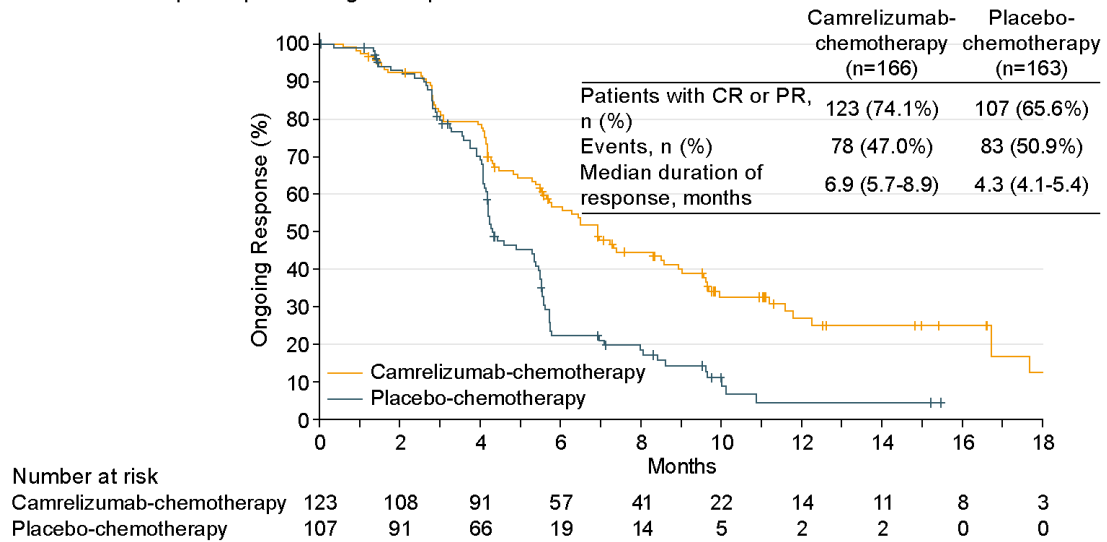 Camrelizumab- Placebo-
chemotherapy chemotherapy
(n=166) (n=163)
Patients with CR or PR, 123 (74.1%) 107 (65.6%)
n (%)
Events, n (%) 78 (47.0%) 83 (50.9%)
Median duration of 6.9 (5.7-8.9) 4.3 (4.1-5.4)
response, months
Ongoing Response (%)
100
90
80
70
60
50
40
30
20
10
0
Camrelizumab-chemotherapy
Placebo-chemotherapy
0 2 4 6 8 10 12 14 16 18
Months
Number at risk
Camrelizumab-chemotherapy 123 108 91 57 41 22 14 11 8 3
Placebo-chemotherapy 107 91 66 19 14 5 2 2 0 0